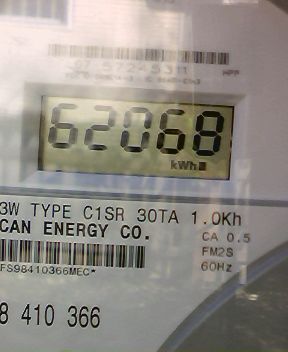 62068
kWh
3W TYPE C1SR 30TA 1.0Kh
CAN ENERGY CO.
CA 0.5
FM2S
60Hz
FS98410366MEC*
8 410 366